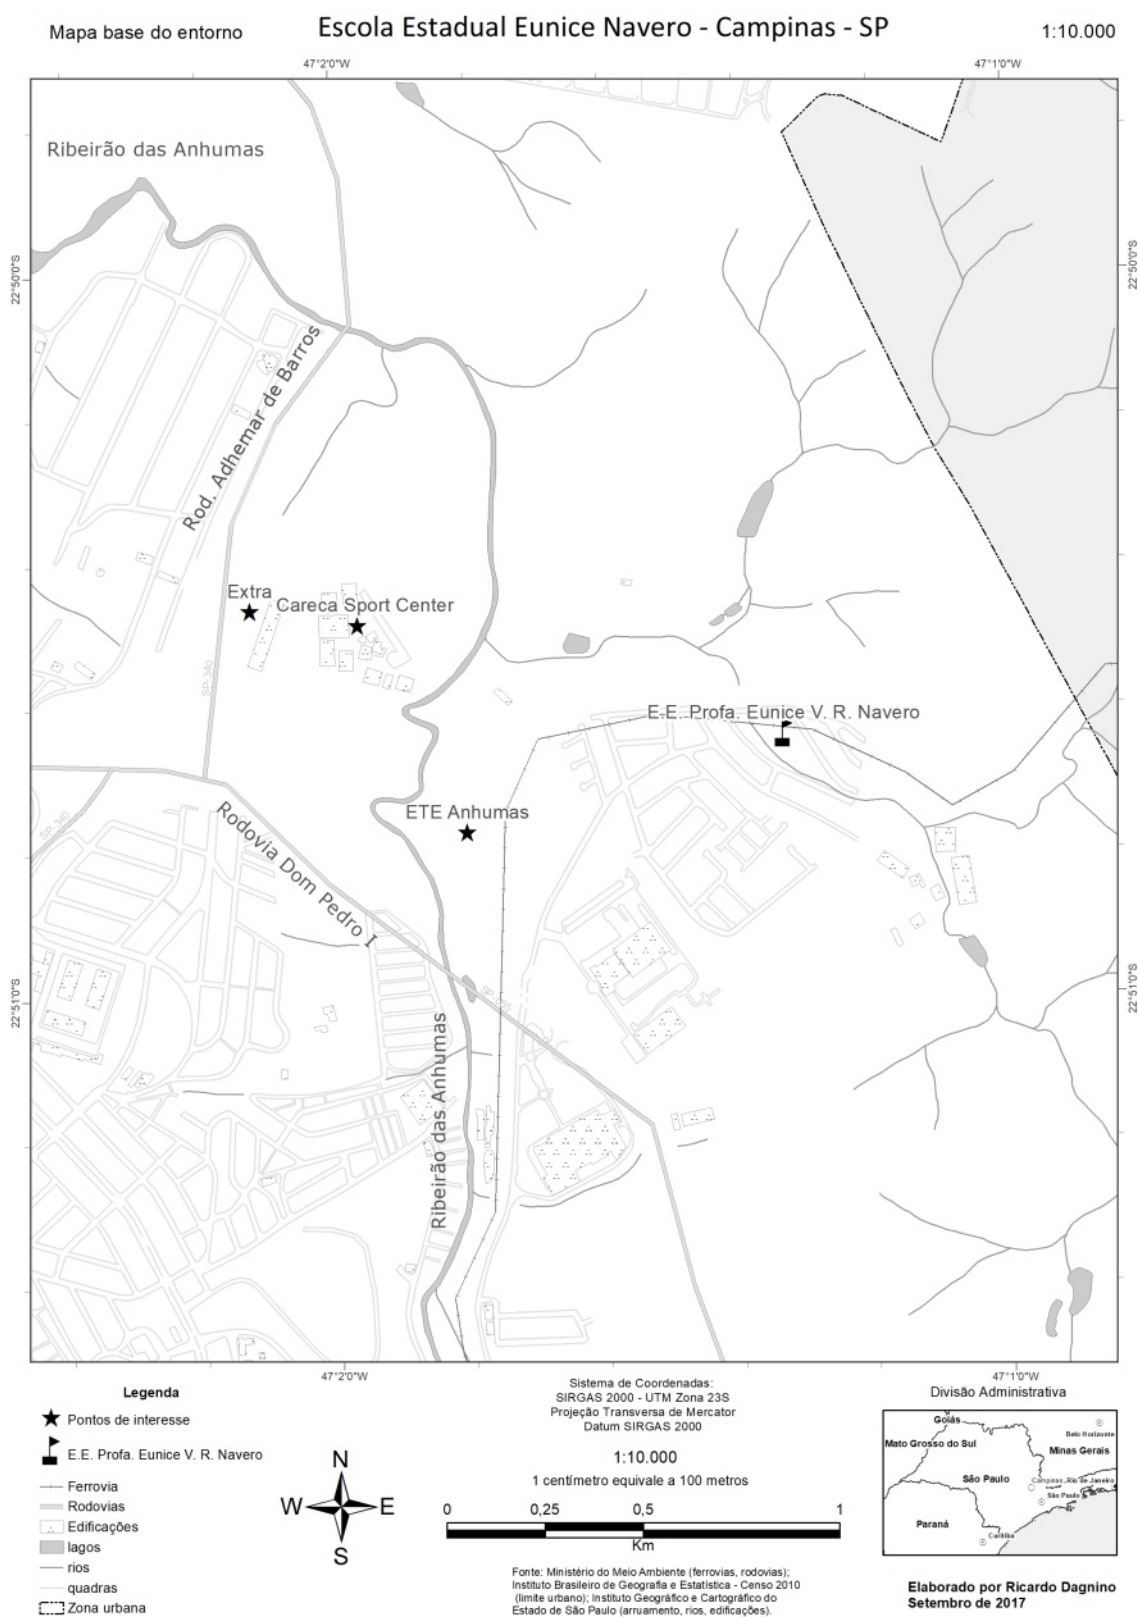 Mapa base do entorno
Escola Estadual Eunice Navero - Campinas - SP
1:10.000
47°2'0"W
47°1'0"W
Ribeirão das Anhumas
22°50'0"S
22°50'0"S
Rod. Adhemar de Barros
Extra
Careca Sport Center
SP-340
E.E. Profa. Eunice V. R. Navero
ETE Anhumas
SP-340
Rodovia Dom Pedro I
22°51'0"S
22°51'0"S
Ribeirão das Anhumas
47°2'0"W
47°1'0"W
Legenda
Pontos de interesse
E.E. Profa. Eunice V. R. Navero
Ferrovia
Rodovias
Edificações
lagos
rios
quadras
Zona urbana
N
W E
S
Sistema de Coordenadas:
SIRGAS 2000 - UTM Zona 23S
Projeção Transversa de Mercator
Datum SIRGAS 2000
1:10.000
1 centímetro equivale a 100 metros
0 0,25 0,5 1
Km
Fonte: Ministério do Meio Ambiente (ferrovias, rodovias);
Instituto Brasileiro de Geografia e Estatística - Censo 2010
(limite urbano); Instituto Geográfico e Cartográfico do
Estado de São Paulo (arruamento, rios, edificações).
Divisão Administrativa
Goiás
Belo Horizonte
Mato Grosso do Sul
Minas Gerais
São Paulo
Campinas
Rio de Janeiro
São Paulo
Paraná
Curitiba
Elaborado por Ricardo Dagnino
Setembro de 2017